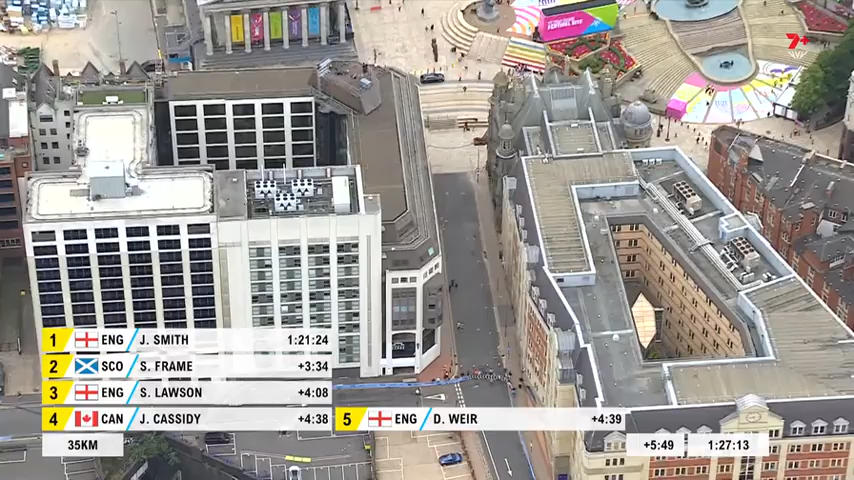 7+
1 ENG J. SMITH 1:21:24
2 SCO S. FRAME +3:34
3 ENG S. LAWSON +4:08
4 CAN J. CASSIDY +4:38 5 ENG D. WEIR +4:39
35KM +5:49 1:27:13